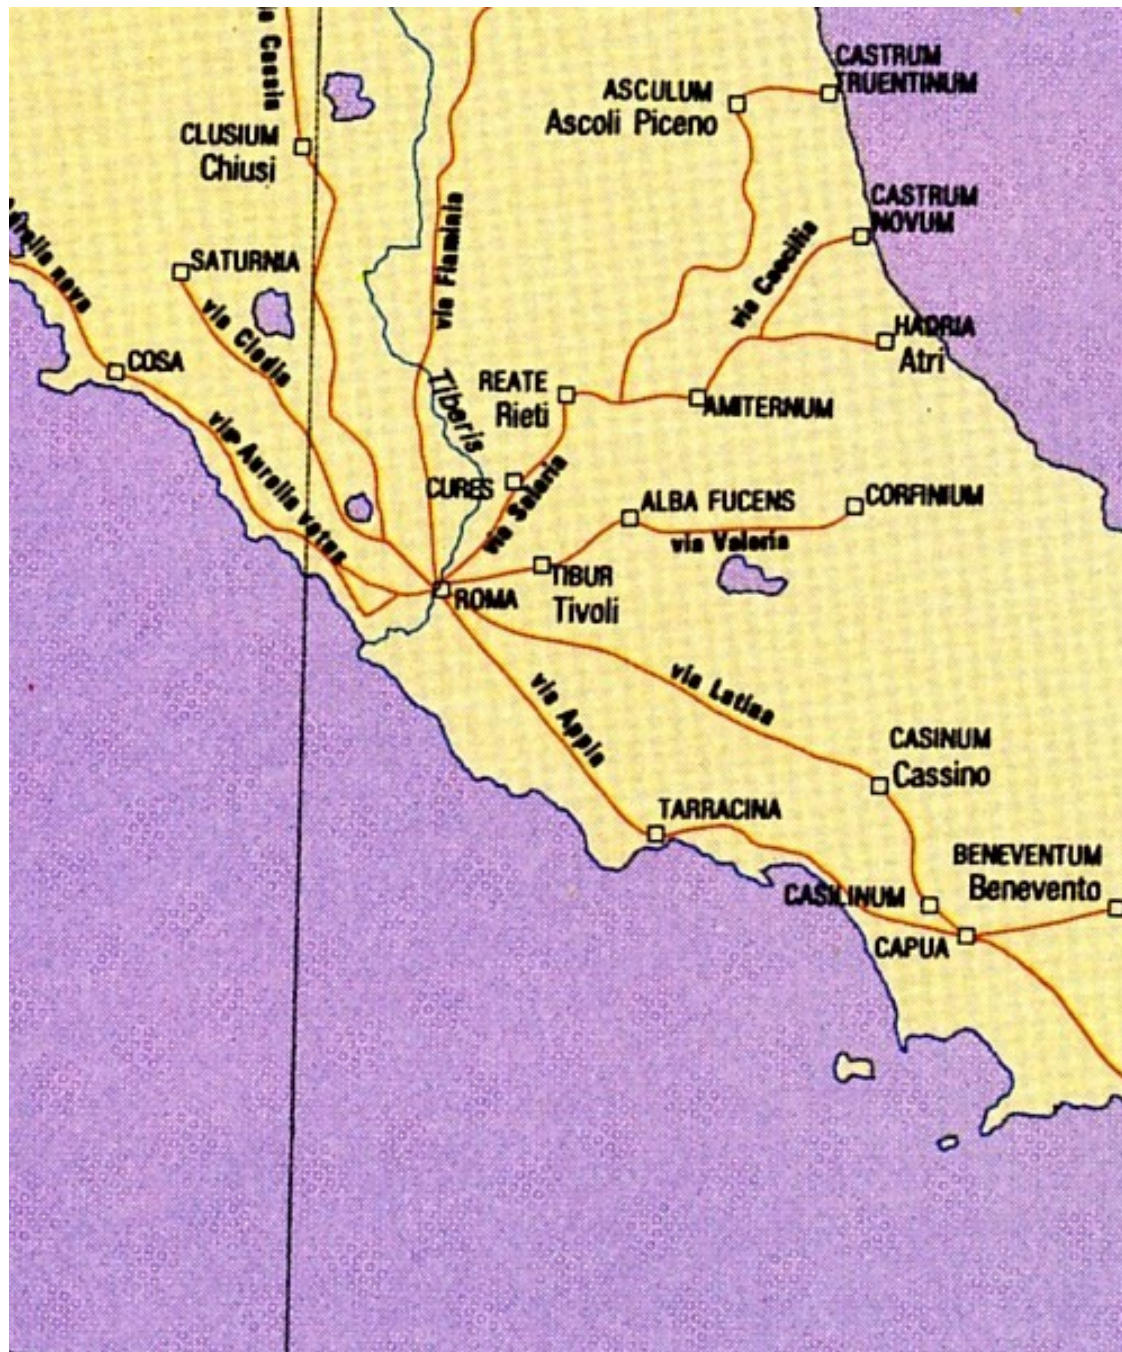 via Cassia
CASTRUM
TRUENTINUM
ASCULUM
Ascoli Piceno
CLUSIUM
Chiusi
CASTRUM
NOVUM
via Flaminia
via Caecilia
nova
SATURNIA
via Clodia
HADRIA
Atri
COSA
REATE
Rieti
AMITERNUM
Tiberis
via Aurelia vetus
CURES
via Salaria
ALBA FUCENS
CORFINIUM
via Valeria
TIBUR
Tivoli
ROMA
via Latina
via Appia
CASINUM
Cassino
TARRACINA
BENEVENTUM
Benevento
CASILINUM
CAPUA